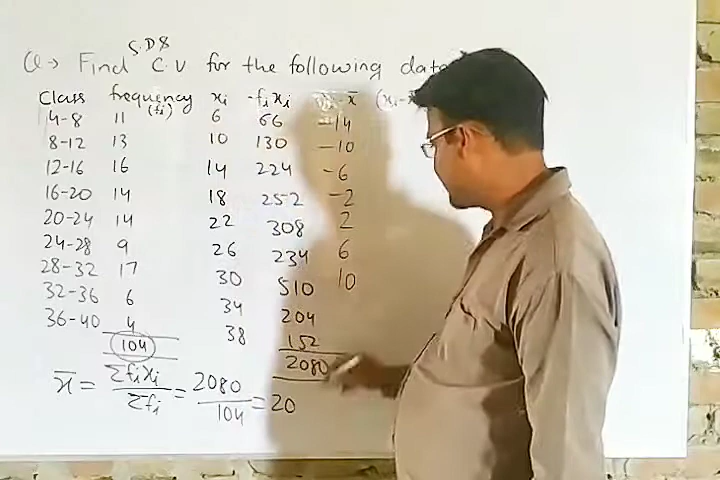 S.D &
Q → Find C.V for the following data
Class frequency (fi) xi fixi - x̄ (xi-
4-8 11 6 66 -14
8-12 13 10 130 -10
12-16 16 14 224 -6
16-20 14 18 252 -2
20-24 14 22 308 2
24-28 9 26 234 6
28-32 17 30 510 10
32-36 6 34 204
36-40 4 38 152
104 2080
x̄ = Σfixi / Σfi = 2080 / 104 = 20